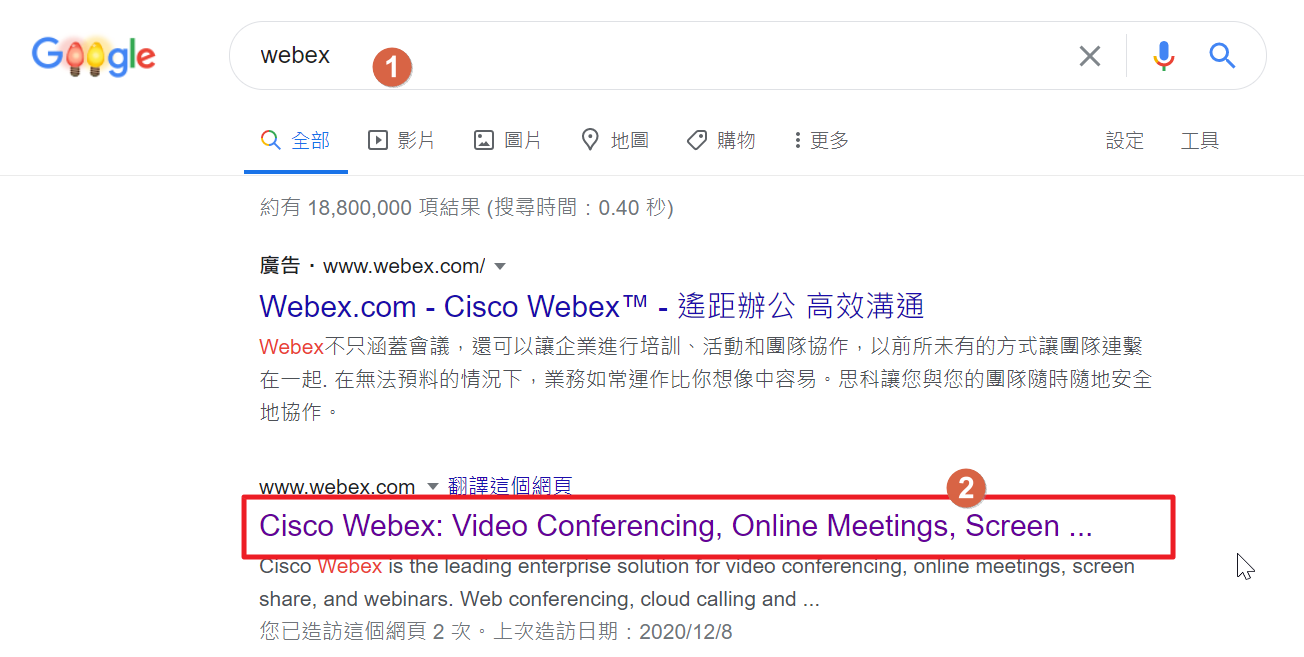 Google
webex
1
全部 影片 圖片 地圖 購物 更多 設定 工具
約有 18,800,000 項結果 (搜尋時間：0.40 秒)
廣告 · www.webex.com/
Webex.com - Cisco Webex™ - 遙距辦公 高效溝通
Webex不只涵蓋會議，還可以讓企業進行培訓、活動和團隊協作，以前所未有的方式讓團隊連繫
在一起. 在無法預料的情況下，業務如常運作比你想像中容易。思科讓您與您的團隊隨時隨地安全
地協作。
www.webex.com 翻譯這個網頁
2
Cisco Webex: Video Conferencing, Online Meetings, Screen ...
Cisco Webex is the leading enterprise solution for video conferencing, online meetings, screen
share, and webinars. Web conferencing, cloud calling and ...
您已造訪這個網頁 2 次。上次造訪日期：2020/12/8